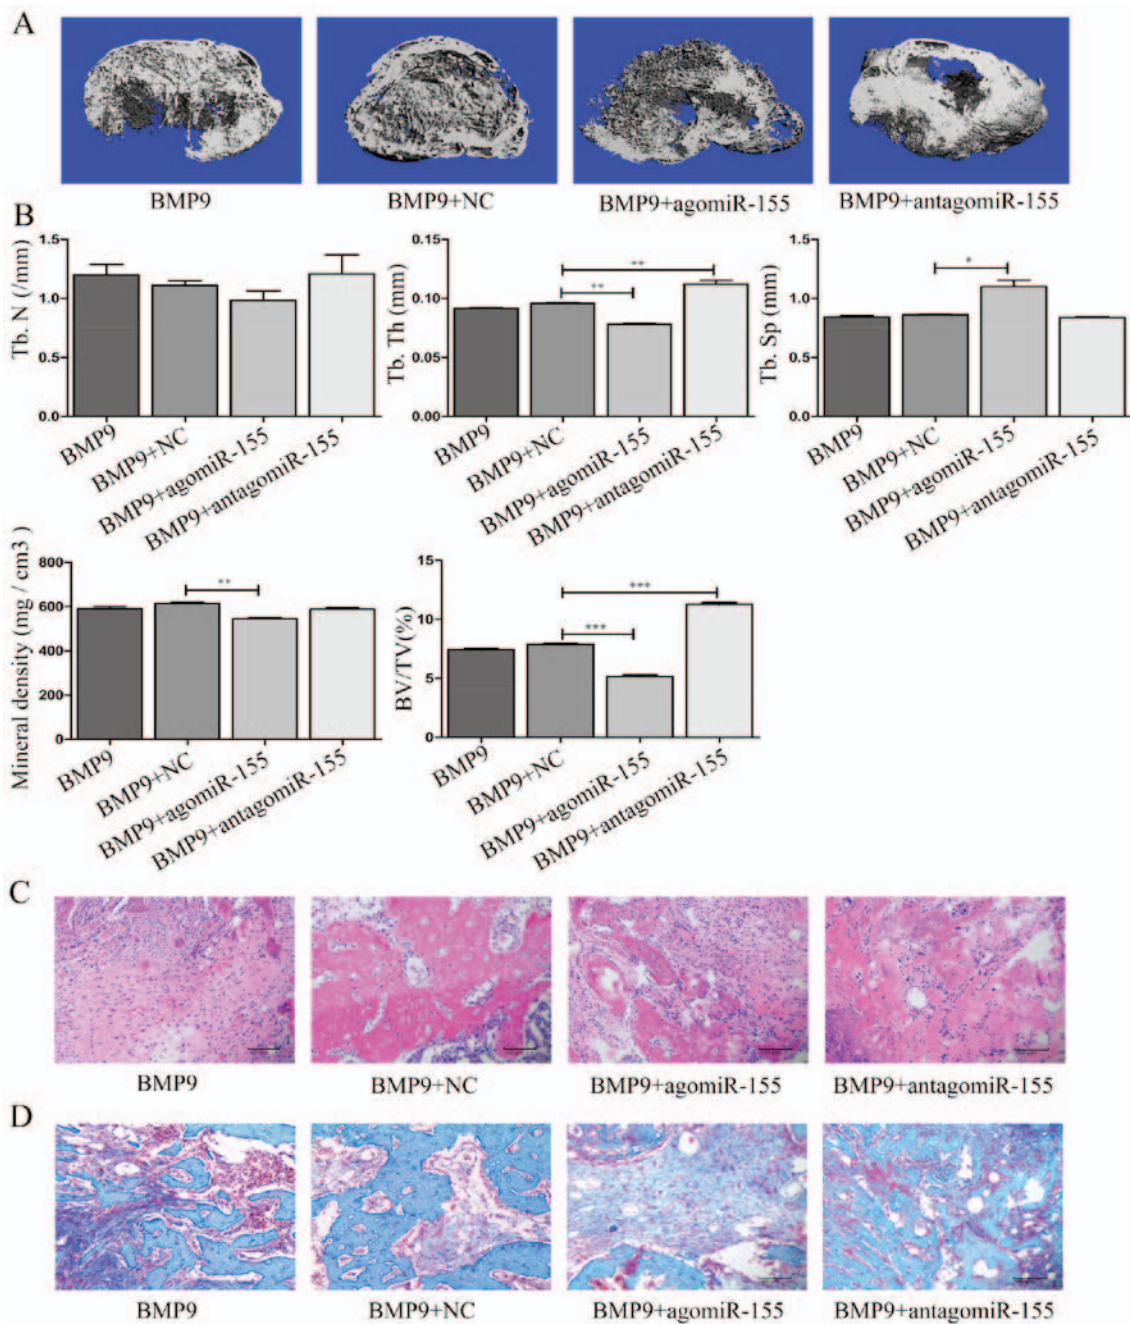 A
BMP9 BMP9+NC BMP9+agomiR-155 BMP9+antagomiR-155
B
Tb. N (/mm)
1.5
1.0
0.5
0.0
BMP9
BMP9+NC
BMP9+agomiR-155
BMP9+antagomiR-155
Tb. Th (mm)
0.15
0.10
0.05
0.00
**
**
BMP9
BMP9+NC
BMP9+agomiR-155
BMP9+antagomiR-155
Tb. Sp (mm)
1.5
1.0
0.5
0.0
*
BMP9
BMP9+NC
BMP9+agomiR-155
BMP9+antagomiR-155
Mineral density (mg / cm3 )
800
600
400
200
0
**
BMP9
BMP9+NC
BMP9+agomiR-155
BMP9+antagomiR-155
BV/TV(%)
15
10
5
0
***
***
BMP9
BMP9+NC
BMP9+agomiR-155
BMP9+antagomiR-155
C
BMP9 BMP9+NC BMP9+agomiR-155 BMP9+antagomiR-155
D
BMP9 BMP9+NC BMP9+agomiR-155 BMP9+antagomiR-155